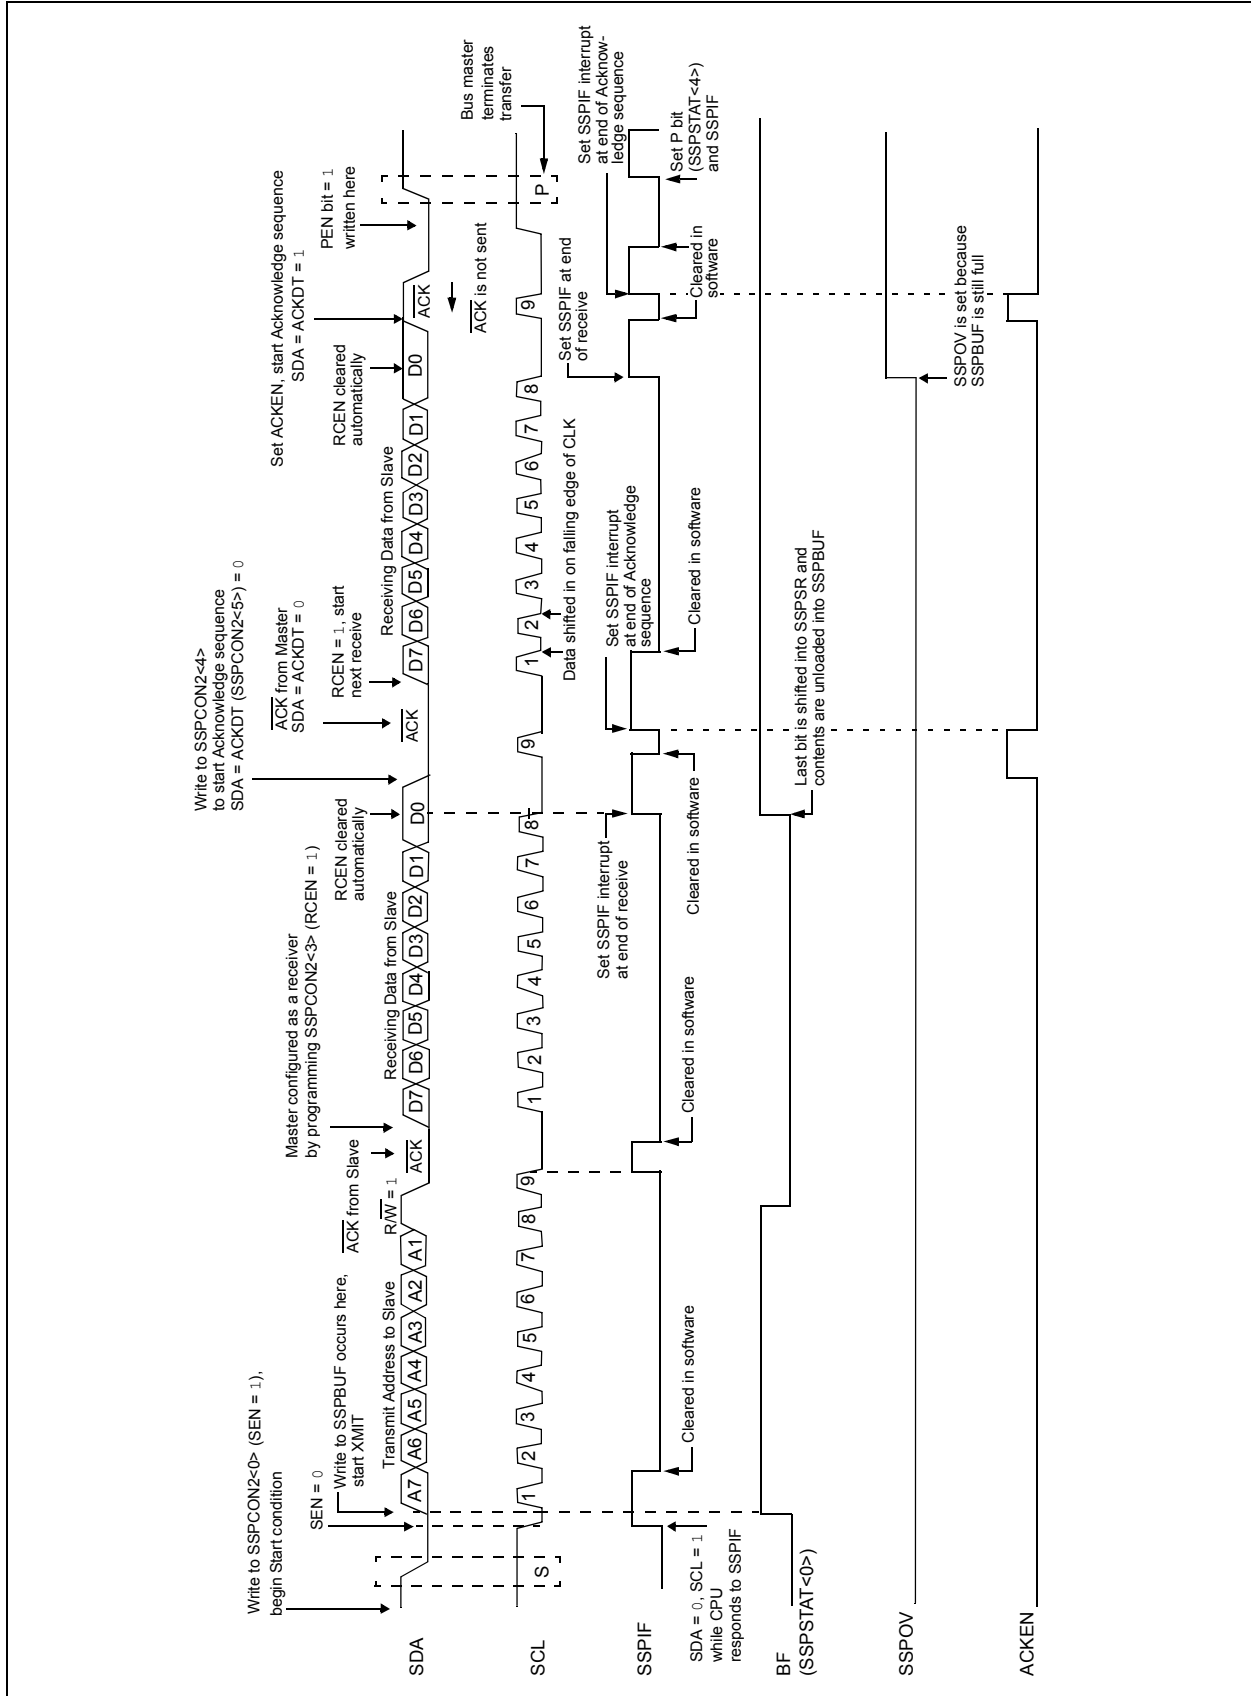 Write to SSPCON2<0> (SEN = 1),
begin Start condition
SEN = 0
Write to SSPBUF occurs here,
start XMIT
ACK from Slave
Master configured as a receiver
by programming SSPCON2<3> (RCEN = 1)
RCEN cleared
automatically
Write to SSPCON2<4>
to start Acknowledge sequence
SDA = ACKDT (SSPCON2<5>) = 0
ACK from Master
SDA = ACKDT = 0
RCEN = 1, start
next receive
RCEN cleared
automatically
Set ACKEN, start Acknowledge sequence
SDA = ACKDT = 1
PEN bit = 1
written here
Transmit Address to Slave
R/W = 1
Receiving Data from Slave
Receiving Data from Slave
SDA
A7 A6 A5 A4 A3 A2 A1
ACK
D7 D6 D5 D4 D3 D2 D1 D0
ACK
D7 D6 D5 D4 D3 D2 D1 D0
ACK
ACK is not sent
Bus master
terminates
transfer
SCL
S
1 2 3 4 5 6 7 8 9
1 2 3 4 5 6 7 8 9
1 2 3 4 5 6 7 8 9
P
Data shifted in on falling edge of CLK
Set SSPIF interrupt
at end of receive
Set SSPIF interrupt
at end of Acknowledge
sequence
Set SSPIF at end
of receive
Set SSPIF interrupt
at end of Acknow-
ledge sequence
SSPIF
SDA = 0, SCL = 1
while CPU
responds to SSPIF
Cleared in software
Cleared in software
Cleared in software
Cleared in software
Cleared in
software
Set P bit
(SSPSTAT<4>)
and SSPIF
BF
(SSPSTAT<0>)
Last bit is shifted into SSPSR and
contents are unloaded into SSPBUF
SSPOV
SSPOV is set because
SSPBUF is still full
ACKEN